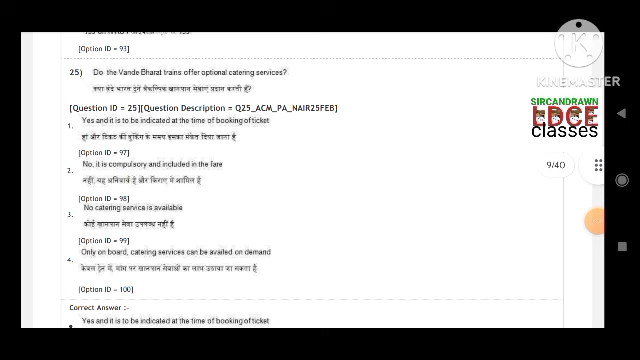 [Option ID = 93]
25) Do the Vande Bharat trains offer optional catering services?
क्या वंदे भारत ट्रेनें वैकल्पिक खानपान सेवाएं प्रदान करती हैं?
[Question ID = 25][Question Description = Q25_ACM_PA_NAIR25FEB]
1. Yes and it is to be indicated at the time of booking of ticket
हां और टिकट की बुकिंग के समय इसका संकेत दिया जाता है
[Option ID = 97]
2. No, it is compulsory and included in the fare
नहीं, यह अनिवार्य है और किराए में शामिल है
[Option ID = 98]
3. No catering service is available
कोई खानपान सेवा उपलब्ध नहीं है
[Option ID = 99]
4. Only on board, catering services can be availed on demand
केवल ट्रेन में, मांग पर खानपान सेवाओं का लाभ उठाया जा सकता है
[Option ID = 100]
Correct Answer :-
Yes and it is to be indicated at the time of booking of ticket
KINEMASTER
SIRCANDRAWN
EDCE
classes
9/40